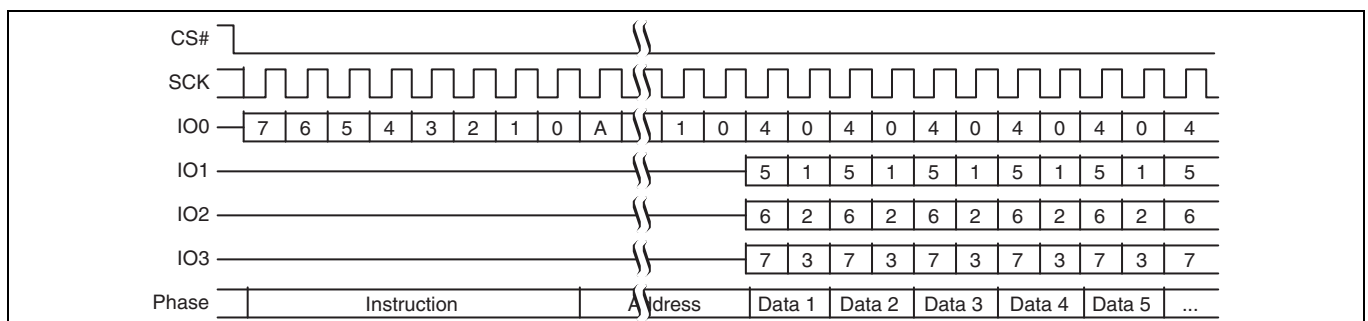 CS#
SCK
IO0 7 6 5 4 3 2 1 0 A 1 0 4 0 4 0 4 0 4 0 4 0 4
IO1 5 1 5 1 5 1 5 1 5 1 5
IO2 6 2 6 2 6 2 6 2 6 2 6
IO3 7 3 7 3 7 3 7 3 7 3 7
Phase Instruction Address Data 1 Data 2 Data 3 Data 4 Data 5 ...